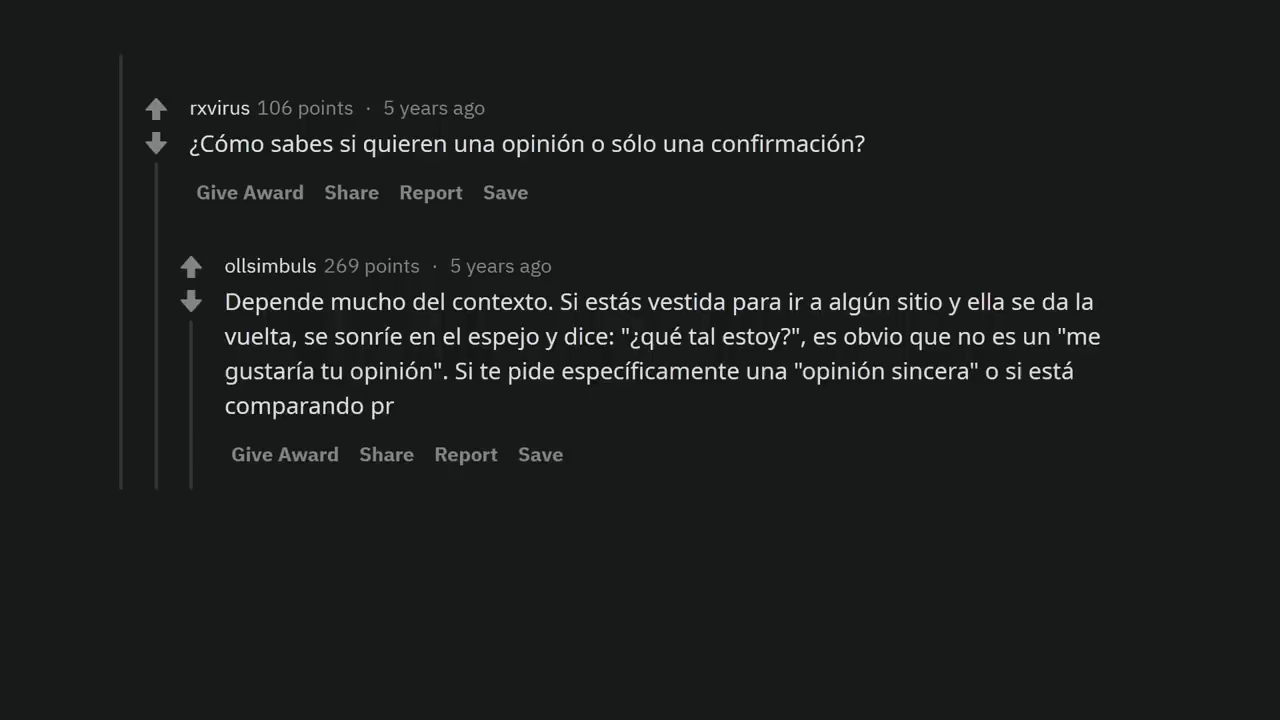 rxvirus 106 points · 5 years ago
¿Cómo sabes si quieren una opinión o sólo una confirmación?
Give Award Share Report Save
ollsimbuls 269 points · 5 years ago
Depende mucho del contexto. Si estás vestida para ir a algún sitio y ella se da la
vuelta, se sonríe en el espejo y dice: "¿qué tal estoy?", es obvio que no es un "me
gustaría tu opinión". Si te pide específicamente una "opinión sincera" o si está
comparando pr
Give Award Share Report Save